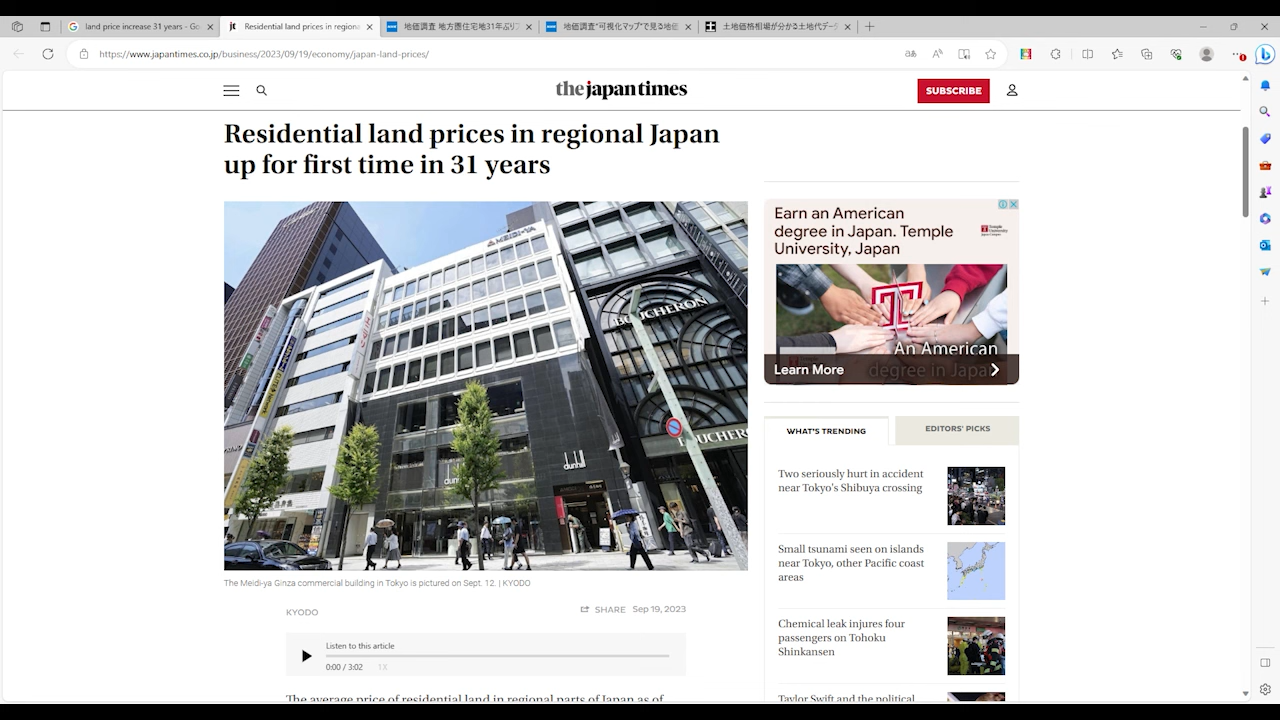 land price increase 31 years - Go
Residential land prices in regiona
地価調査 地方圏住宅地31年ぶり
地価調査"可視化マップ"で見る地価
土地価格相場が分かる土地代データ
https://www.japantimes.co.jp/business/2023/09/19/economy/japan-land-prices/
the japan times
SUBSCRIBE
Residential land prices in regional Japan
up for first time in 31 years
MEIDI-YA
BOUCHERON
BOUCHERON
dunhill
The Meidi-ya Ginza commercial building in Tokyo is pictured on Sept. 12. | KYODO
KYODO
SHARE Sep 19, 2023
Listen to this article
0:00 / 3:02 1X
The average price of residential land in regional parts of Japan as of
Earn an American
degree in Japan. Temple
University, Japan
An American
degree in Japan
Learn More
WHAT'S TRENDING
EDITORS' PICKS
Two seriously hurt in accident
near Tokyo's Shibuya crossing
Small tsunami seen on islands
near Tokyo, other Pacific coast
areas
Chemical leak injures four
passengers on Tohoku
Shinkansen
Taylor Swift and the political